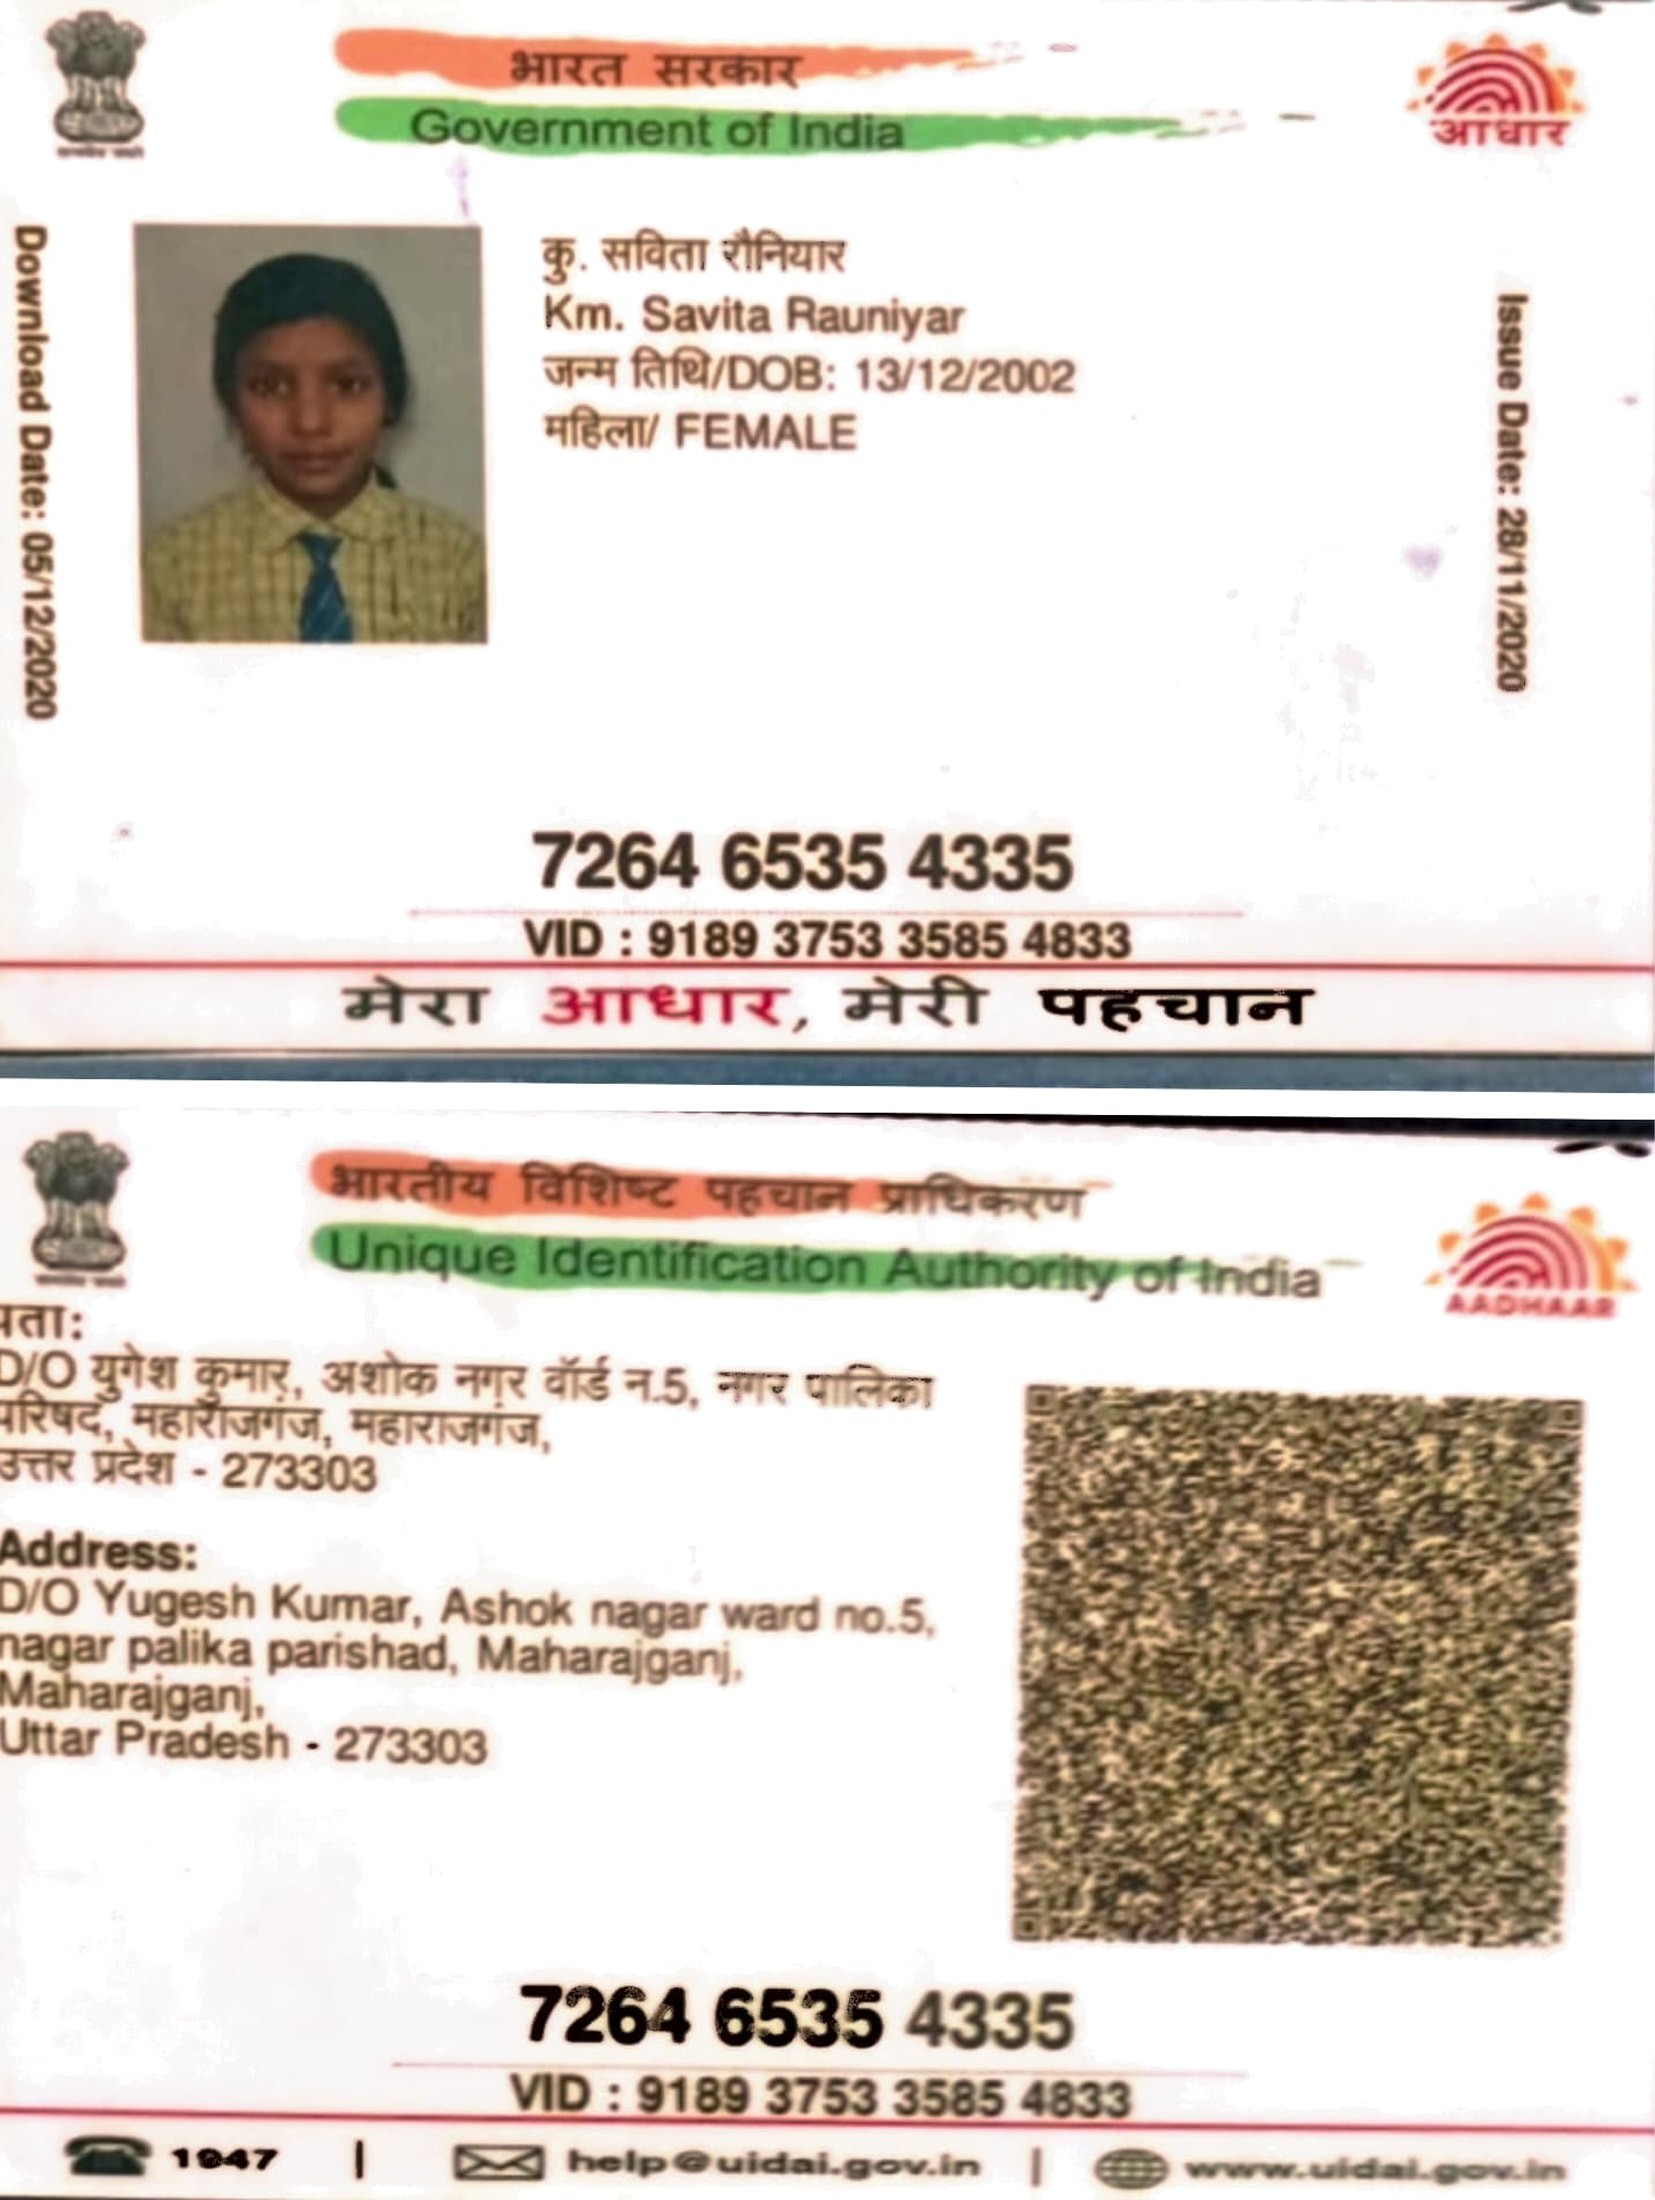 भारत सरकार
Government of India
आधार
Download Date: 05/12/2020
कु. सविता रौनियार
Km. Savita Rauniyar
जन्म तिथि/DOB: 13/12/2002
महिला/ FEMALE
Issue Date: 28/11/2020
7264 6535 4335
VID : 9189 3753 3585 4833
मेरा आधार, मेरी पहचान
भारतीय विशिष्ट पहचान प्राधिकरण
Unique Identification Authority of India
AADHAAR
पता:
D/O युगेश कुमार, अशोक नगर वॉर्ड न.5, नगर पालिका
परिषद, महाराजगंज, महाराजगंज,
उत्तर प्रदेश - 273303
Address:
D/O Yugesh Kumar, Ashok nagar ward no.5,
nagar palika parishad, Maharajganj,
Maharajganj,
Uttar Pradesh - 273303
7264 6535 4335
VID : 9189 3753 3585 4833
1947 | help@uidai.gov.in | www.uidai.gov.in